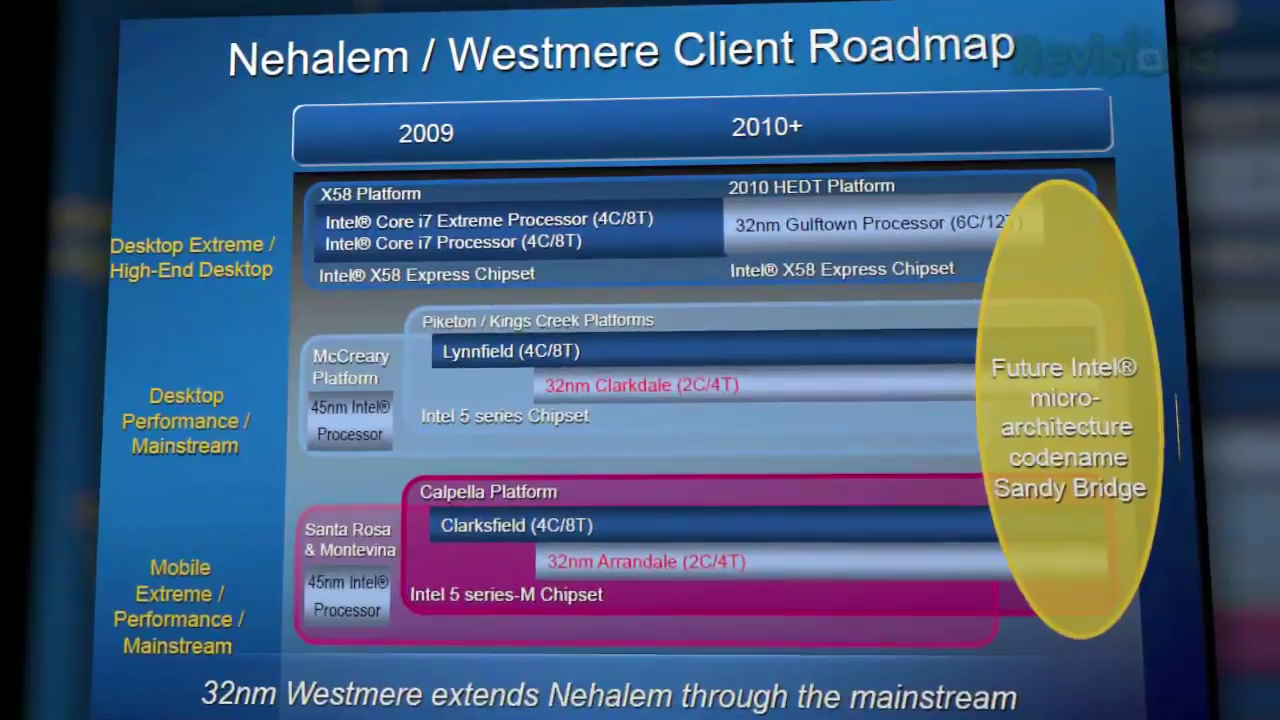 Nehalem / Westmere Client Roadmap
Revision3
2009
2010+
Desktop Extreme /
High-End Desktop
X58 Platform
Intel® Core i7 Extreme Processor (4C/8T)
Intel® Core i7 Processor (4C/8T)
Intel® X58 Express Chipset
2010 HEDT Platform
32nm Gulftown Processor (6C/12T)
Intel® X58 Express Chipset
Desktop
Performance /
Mainstream
McCreary
Platform
45nm Intel®
Processor
Piketon / Kings Creek Platforms
Lynnfield (4C/8T)
32nm Clarkdale (2C/4T)
Intel 5 series Chipset
Mobile
Extreme /
Performance /
Mainstream
Santa Rosa
& Montevina
45nm Intel®
Processor
Calpella Platform
Clarksfield (4C/8T)
32nm Arrandale (2C/4T)
Intel 5 series-M Chipset
Future Intel®
micro-
architecture
codename
Sandy Bridge
32nm Westmere extends Nehalem through the mainstream